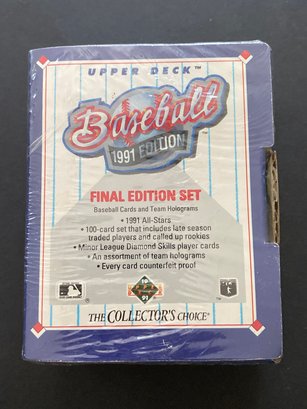 UPPER DECK™
Baseball
1991 EDITION
FINAL EDITION SET
Baseball Cards and Team Holograms
• 1991 All-Stars
• 100-card set that includes late season
traded players and called up rookies
• Minor League Diamond Skills player cards
• An assortment of team holograms
• Every card counterfeit proof
THE COLLECTOR'S CHOICE